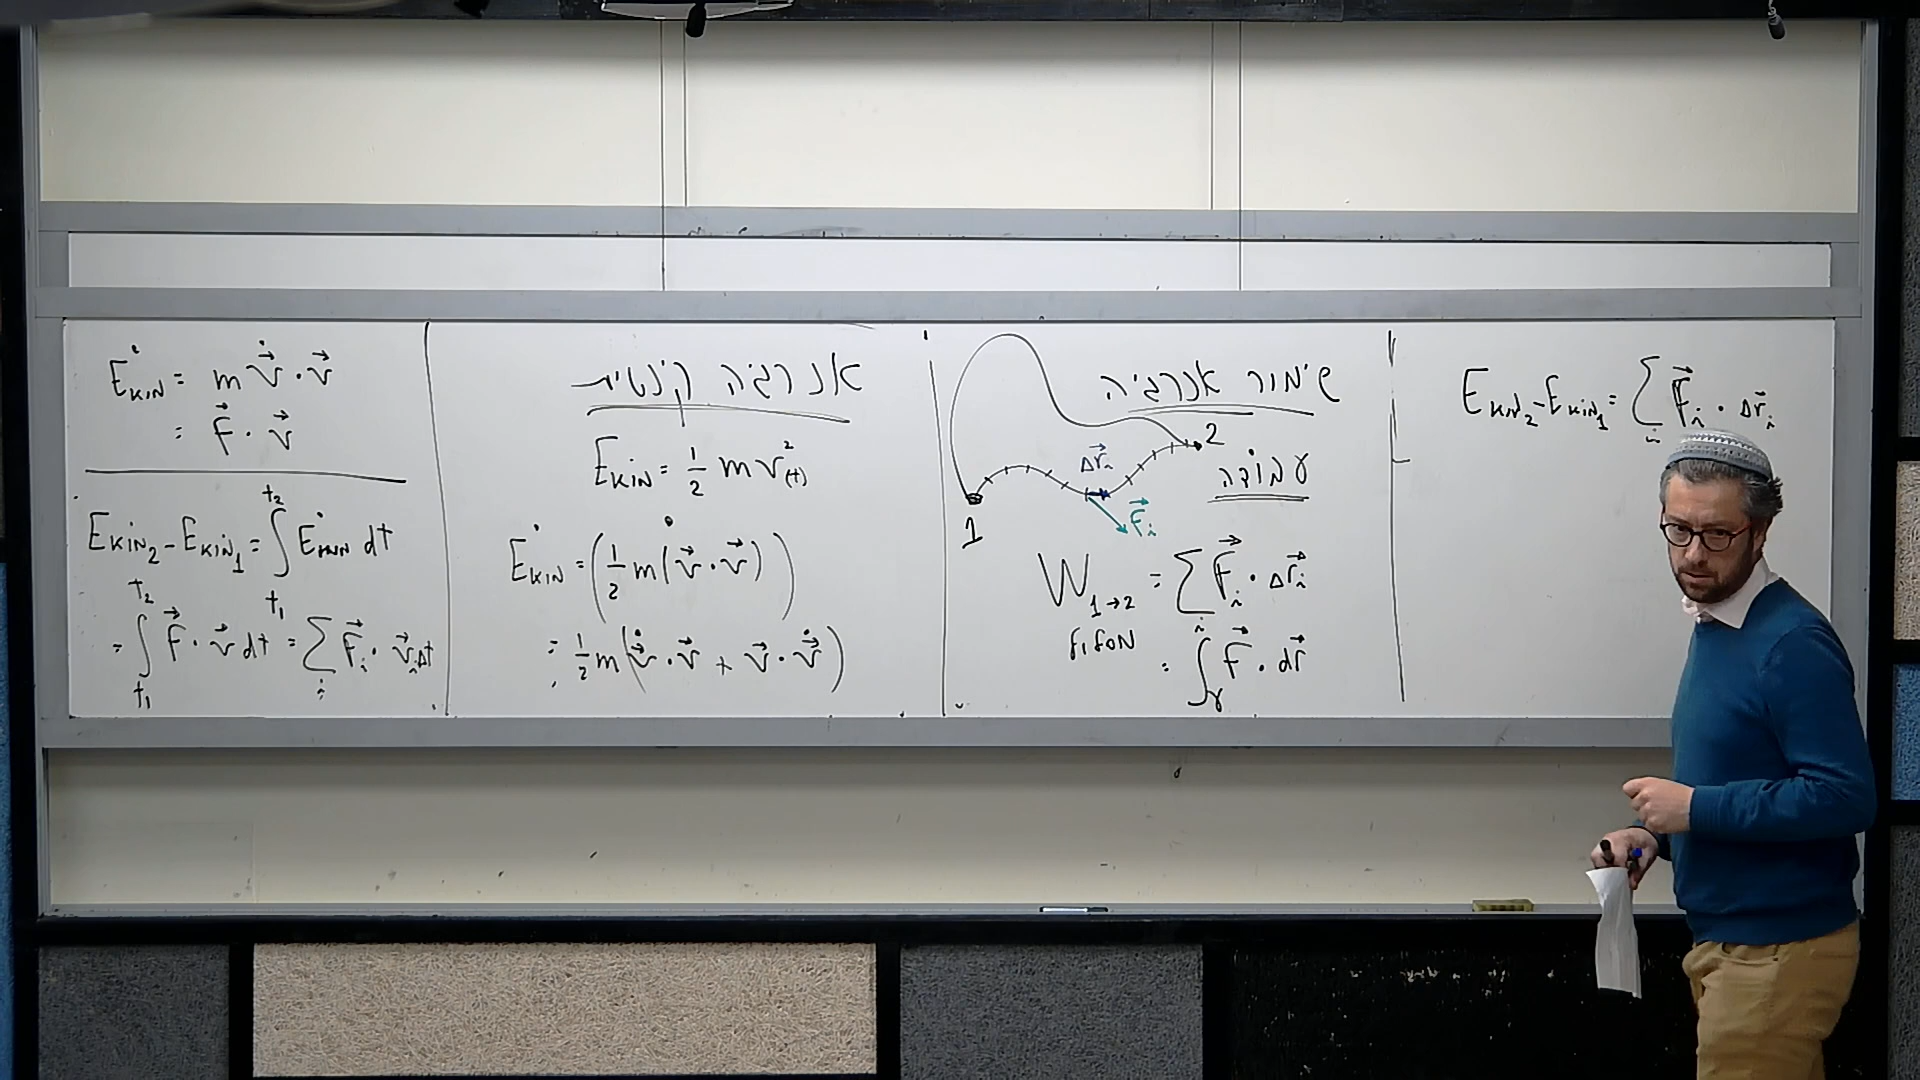 שימור אנרגיה
2
Δr⃗ᵢ
עבודה
F⃗ᵢ
1
W₁→₂ = Σᵢ F⃗ᵢ · Δr⃗ᵢ
מסלול
= ∫_γ F⃗ · dr⃗
אנרגיה קינטית
E_KIN = ½ m v²(t)
Ė_KIN = (½ m (v⃗ · v⃗))˙
= ½ m (v⃗˙ · v⃗ + v⃗ · v⃗˙)
Ė_KIN = m v⃗˙ · v⃗
= F⃗ · v⃗
E_KIN₂ - E_KIN₁ = ∫_{t₁}^{t₂} Ė_KIN dt
= ∫_{t₁}^{t₂} F⃗ · v⃗ dt = Σᵢ F⃗ᵢ · v⃗ᵢ Δt
E_KIN₂ - E_KIN₁ = Σᵢ F⃗ᵢ · Δr⃗ᵢ